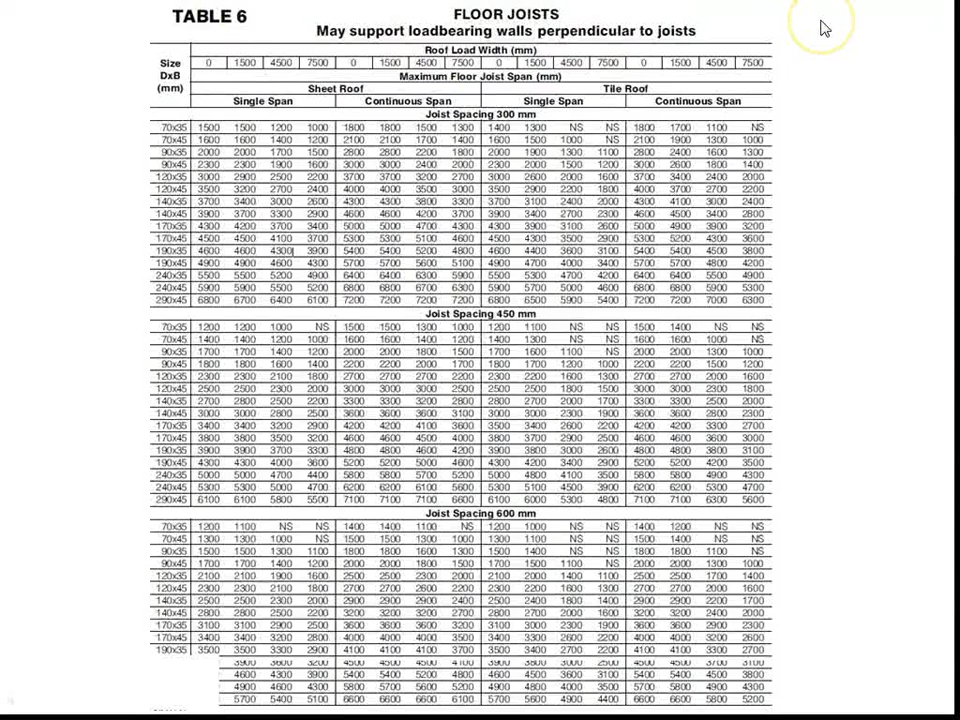 TABLE 6
FLOOR JOISTS
May support loadbearing walls perpendicular to joists
Roof Load Width (mm)
Size DxB (mm) 0 1500 4500 7500 0 1500 4500 7500 0 1500 4500 7500 0 1500 4500 7500
Maximum Floor Joist Span (mm)
Sheet Roof Tile Roof
Single Span Continuous Span Single Span Continuous Span
Joist Spacing 300 mm
70x35 1500 1500 1200 1000 1800 1800 1500 1300 1400 1300 NS NS 1800 1700 1100 NS
70x45 1600 1600 1400 1200 2100 2100 1700 1400 1600 1500 1000 NS 2100 1900 1300 1000
90x35 2000 2000 1700 1500 2800 2800 2200 1800 2000 1900 1300 1100 2800 2400 1600 1300
90x45 2300 2300 1900 1600 3000 3000 2400 2000 2300 2000 1500 1200 3000 2600 1800 1400
120x35 3000 2900 2500 2200 3700 3700 3200 2700 3000 2600 2000 1600 3700 3400 2400 2000
120x45 3500 3200 2700 2400 4000 4000 3500 3000 3500 2900 2200 1800 4000 3700 2700 2200
140x35 3700 3400 3000 2600 4300 4300 3800 3300 3700 3100 2400 2000 4300 4100 3000 2400
140x45 3900 3700 3300 2900 4600 4600 4200 3700 3900 3400 2700 2300 4600 4500 3400 2800
170x35 4300 4200 3700 3400 5000 5000 4700 4300 4300 3900 3100 2600 5000 4900 3900 3200
170x45 4500 4500 4100 3700 5300 5300 5100 4600 4500 4300 3500 2900 5300 5200 4300 3600
190x35 4600 4600 4300 3900 5400 5400 5200 4800 4600 4400 3600 3100 5400 5400 4500 3800
190x45 4900 4900 4600 4300 5700 5700 5600 5100 4900 4700 4000 3400 5700 5700 4800 4200
240x35 5500 5500 5200 4900 6400 6400 6300 5900 5500 5300 4700 4200 6400 6400 5500 4900
240x45 5900 5900 5500 5200 6800 6800 6700 6300 5900 5700 5000 4600 6800 6800 5900 5300
290x45 6800 6700 6400 6100 7200 7200 7200 7200 6800 6500 5900 5400 7200 7200 7000 6300
Joist Spacing 450 mm
70x35 1200 1200 1000 NS 1500 1500 1300 1000 1200 1100 NS NS 1500 1400 NS NS
70x45 1400 1400 1200 1000 1600 1600 1400 1200 1400 1300 NS NS 1600 1600 1000 NS
90x35 1700 1700 1400 1200 2000 2000 1800 1500 1700 1600 1100 NS 2000 2000 1300 1000
90x45 1800 1800 1600 1400 2200 2200 2000 1700 1800 1700 1200 1000 2200 2200 1500 1200
120x35 2300 2300 2100 1800 2700 2700 2700 2200 2300 2200 1600 1300 2700 2700 2000 1600
120x45 2500 2500 2300 2000 3000 3000 3000 2500 2500 2500 1800 1500 3000 3000 2300 1800
140x35 2700 2800 2500 2200 3300 3300 3200 2800 2800 2700 2000 1700 3300 3300 2500 2000
140x45 3000 3000 2800 2500 3600 3600 3600 3100 3000 3000 2300 1900 3600 3600 2800 2300
170x35 3400 3400 3200 2900 4200 4200 4100 3600 3500 3400 2600 2200 4200 4200 3300 2700
170x45 3800 3800 3500 3200 4600 4600 4500 4000 3800 3700 2900 2500 4600 4600 3600 3000
190x35 3900 3900 3700 3300 4800 4800 4600 4200 3900 3800 3000 2600 4800 4800 3800 3100
190x45 4300 4300 4000 3600 5200 5200 5000 4600 4300 4200 3400 2900 5200 5200 4200 3500
240x35 5000 5000 4700 4400 5800 5800 5700 5200 5000 4800 4100 3500 5800 5800 4900 4300
240x45 5300 5300 5000 4700 6200 6200 6100 5600 5300 5100 4500 3900 6200 6200 5300 4700
290x45 6100 6100 5800 5500 7100 7100 7100 6600 6100 6000 5300 4800 7100 7100 6300 5600
Joist Spacing 600 mm
70x35 1200 1100 NS NS 1400 1400 1100 NS 1200 1000 NS NS 1400 1200 NS NS
70x45 1300 1300 1000 NS 1500 1500 1300 1000 1300 1100 NS NS 1500 1400 NS NS
90x35 1500 1500 1300 1100 1800 1800 1600 1300 1500 1400 NS NS 1800 1800 1100 NS
90x45 1700 1700 1400 1200 2000 2000 1800 1500 1700 1500 1100 NS 2000 2000 1300 1000
120x35 2100 2100 1900 1600 2500 2500 2300 2000 2100 2000 1400 1100 2500 2500 1700 1400
120x45 2300 2300 2100 1800 2700 2700 2600 2200 2300 2200 1600 1300 2700 2700 2000 1600
140x35 2500 2500 2300 2000 2900 2900 2900 2400 2500 2400 1800 1400 2900 2900 2200 1700
140x45 2800 2800 2500 2200 3200 3200 3200 2700 2800 2700 2000 1600 3200 3200 2400 2000
170x35 3100 3100 2900 2500 3600 3600 3600 3200 3100 3000 2300 1900 3600 3600 2900 2300
170x45 3400 3400 3200 2800 4000 4000 4000 3500 3400 3300 2600 2200 4000 4000 3200 2600
190x35 3500 3500 3300 2900 4100 4100 4100 3700 3500 3400 2700 2200 4100 4100 3300 2700
3900 3600 3200 4500 4500 4500 4100 3900 3800 3000 2500 4500 4500 3700 3100
4600 4300 3900 5400 5400 5200 4800 4600 4500 3600 3100 5400 5400 4500 3800
4900 4600 4300 5800 5700 5600 5200 4900 4800 4000 3500 5700 5800 4900 4300
5700 5400 5100 6600 6600 6600 6100 5700 5600 4900 4400 6600 6600 5800 5200